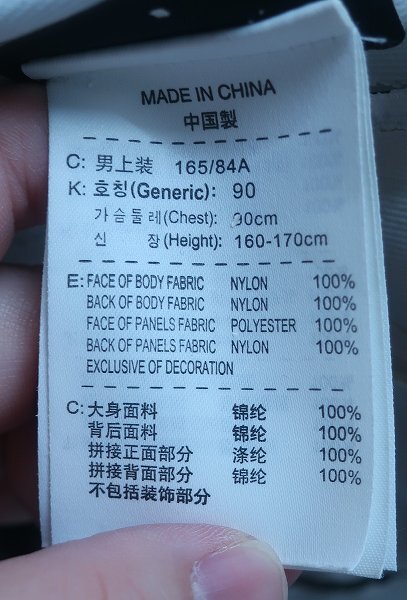 MADE IN CHINA
中国製
C: 男上装 165/84A
K: 호칭(Generic): 90
가슴둘레(Chest): 90cm
신 장(Height): 160-170cm
E: FACE OF BODY FABRIC NYLON 100%
BACK OF BODY FABRIC NYLON 100%
FACE OF PANELS FABRIC POLYESTER 100%
BACK OF PANELS FABRIC NYLON 100%
EXCLUSIVE OF DECORATION
C: 大身面料 锦纶 100%
背后面料 锦纶 100%
拼接正面部分 涤纶 100%
拼接背面部分 锦纶 100%
不包括装饰部分